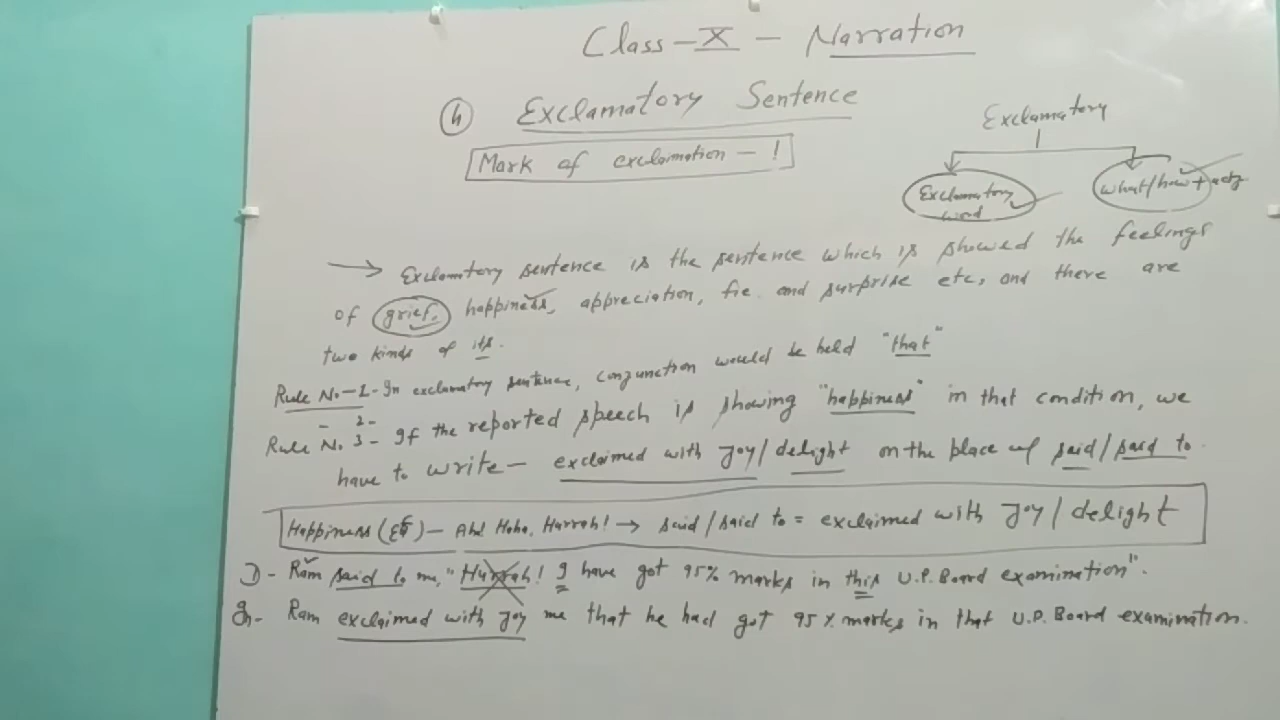 Class - X - Narration
(4) Exclamatory Sentence
Mark of exclaimation - !
Exclamatory
Exclamatory word
what/how + adj
→ Exclamtory sentence is the sentence which is showed the feelings
of grief, happiness, appreciation, fie and surprise etc, and there are
two kinds of its.
Rule No-1- In exclamatory sentence, conjunction would be held "that"
Rule No. 2- 3- If the reported speech is showing "happiness" in that condition, we
have to write - exclaimed with joy/delight on the place of said/said to.
Happiness ( ) - Ah! Haha, Hurrah! → said/said to = exclaimed with joy/delight
D- Ram said to me, "Hurrah! I have got 95% marks in this U.P. Board examination".
In- Ram exclaimed with joy me that he had got 95% marks in that U.P. Board examination.